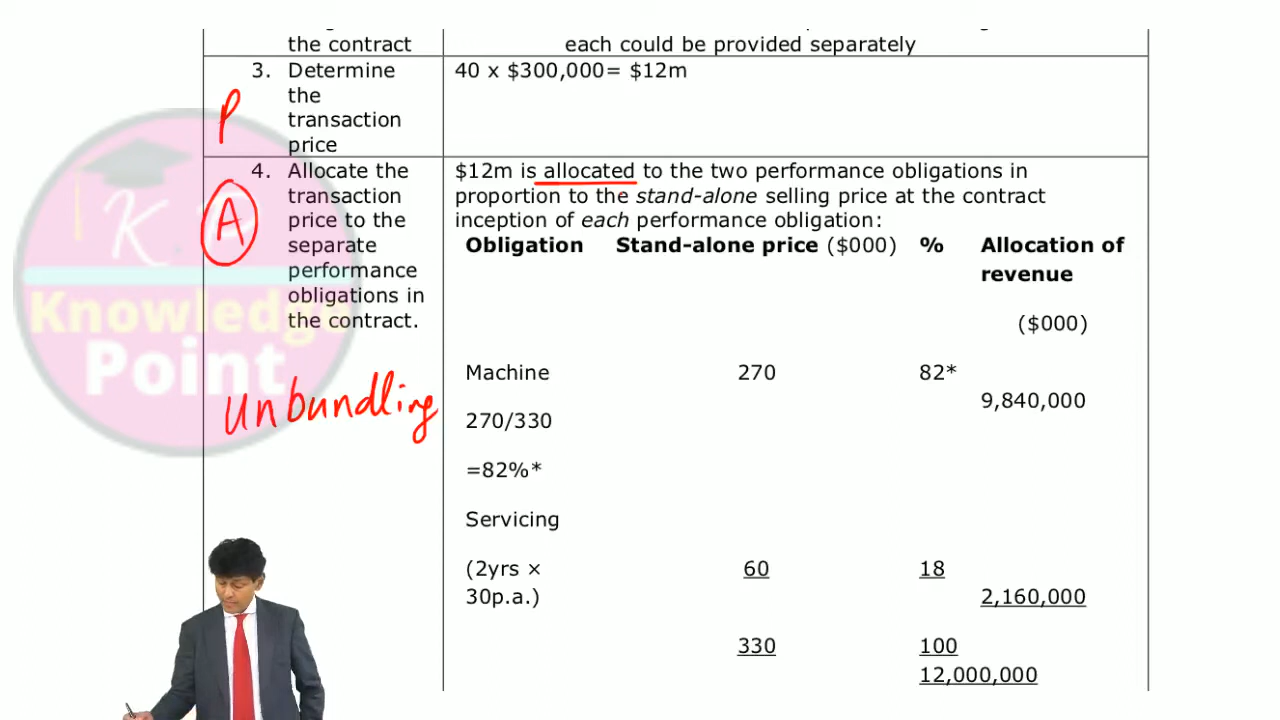 the contract
each could be provided separately
3. Determine
the
transaction
price
40 x $300,000= $12m
P
4. Allocate the
transaction
price to the
separate
performance
obligations in
the contract.
A
Unbundling
$12m is allocated to the two performance obligations in
proportion to the stand-alone selling price at the contract
inception of each performance obligation:
Obligation Stand-alone price ($000) % Allocation of
revenue
($000)
Machine 270 82*
9,840,000
270/330
=82%*
Servicing
(2yrs × 60 18
30p.a.) 2,160,000
330 100
12,000,000
K
Knowledge
Point